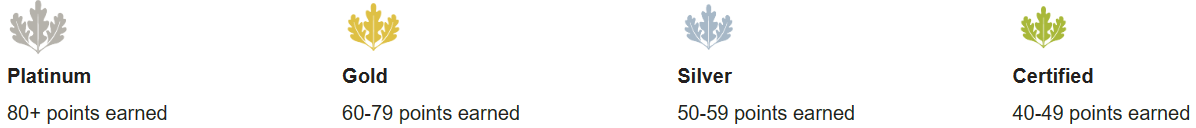 Platinum
80+ points earned
Gold
60-79 points earned
Silver
50-59 points earned
Certified
40-49 points earned